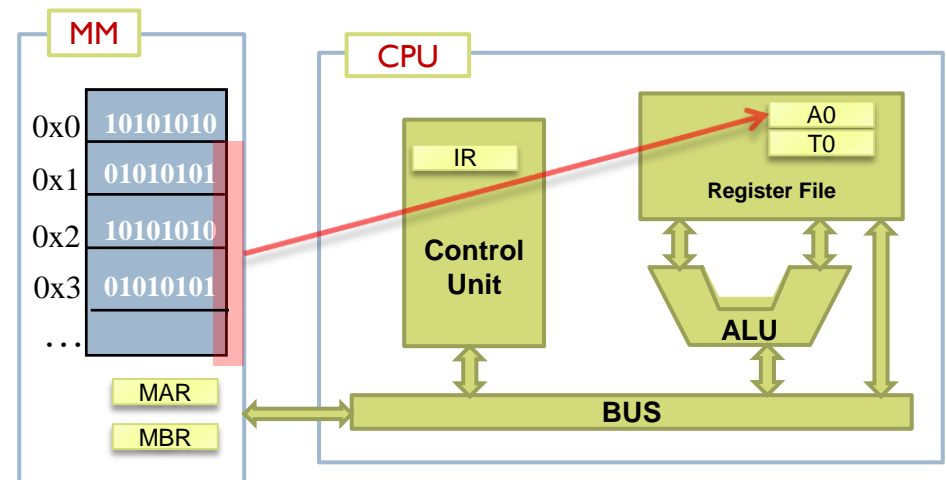 MM
0x0 10101010
0x1 01010101
0x2 10101010
0x3 01010101
...
MAR
MBR
CPU
IR
Control
Unit
A0
T0
Register File
ALU
BUS